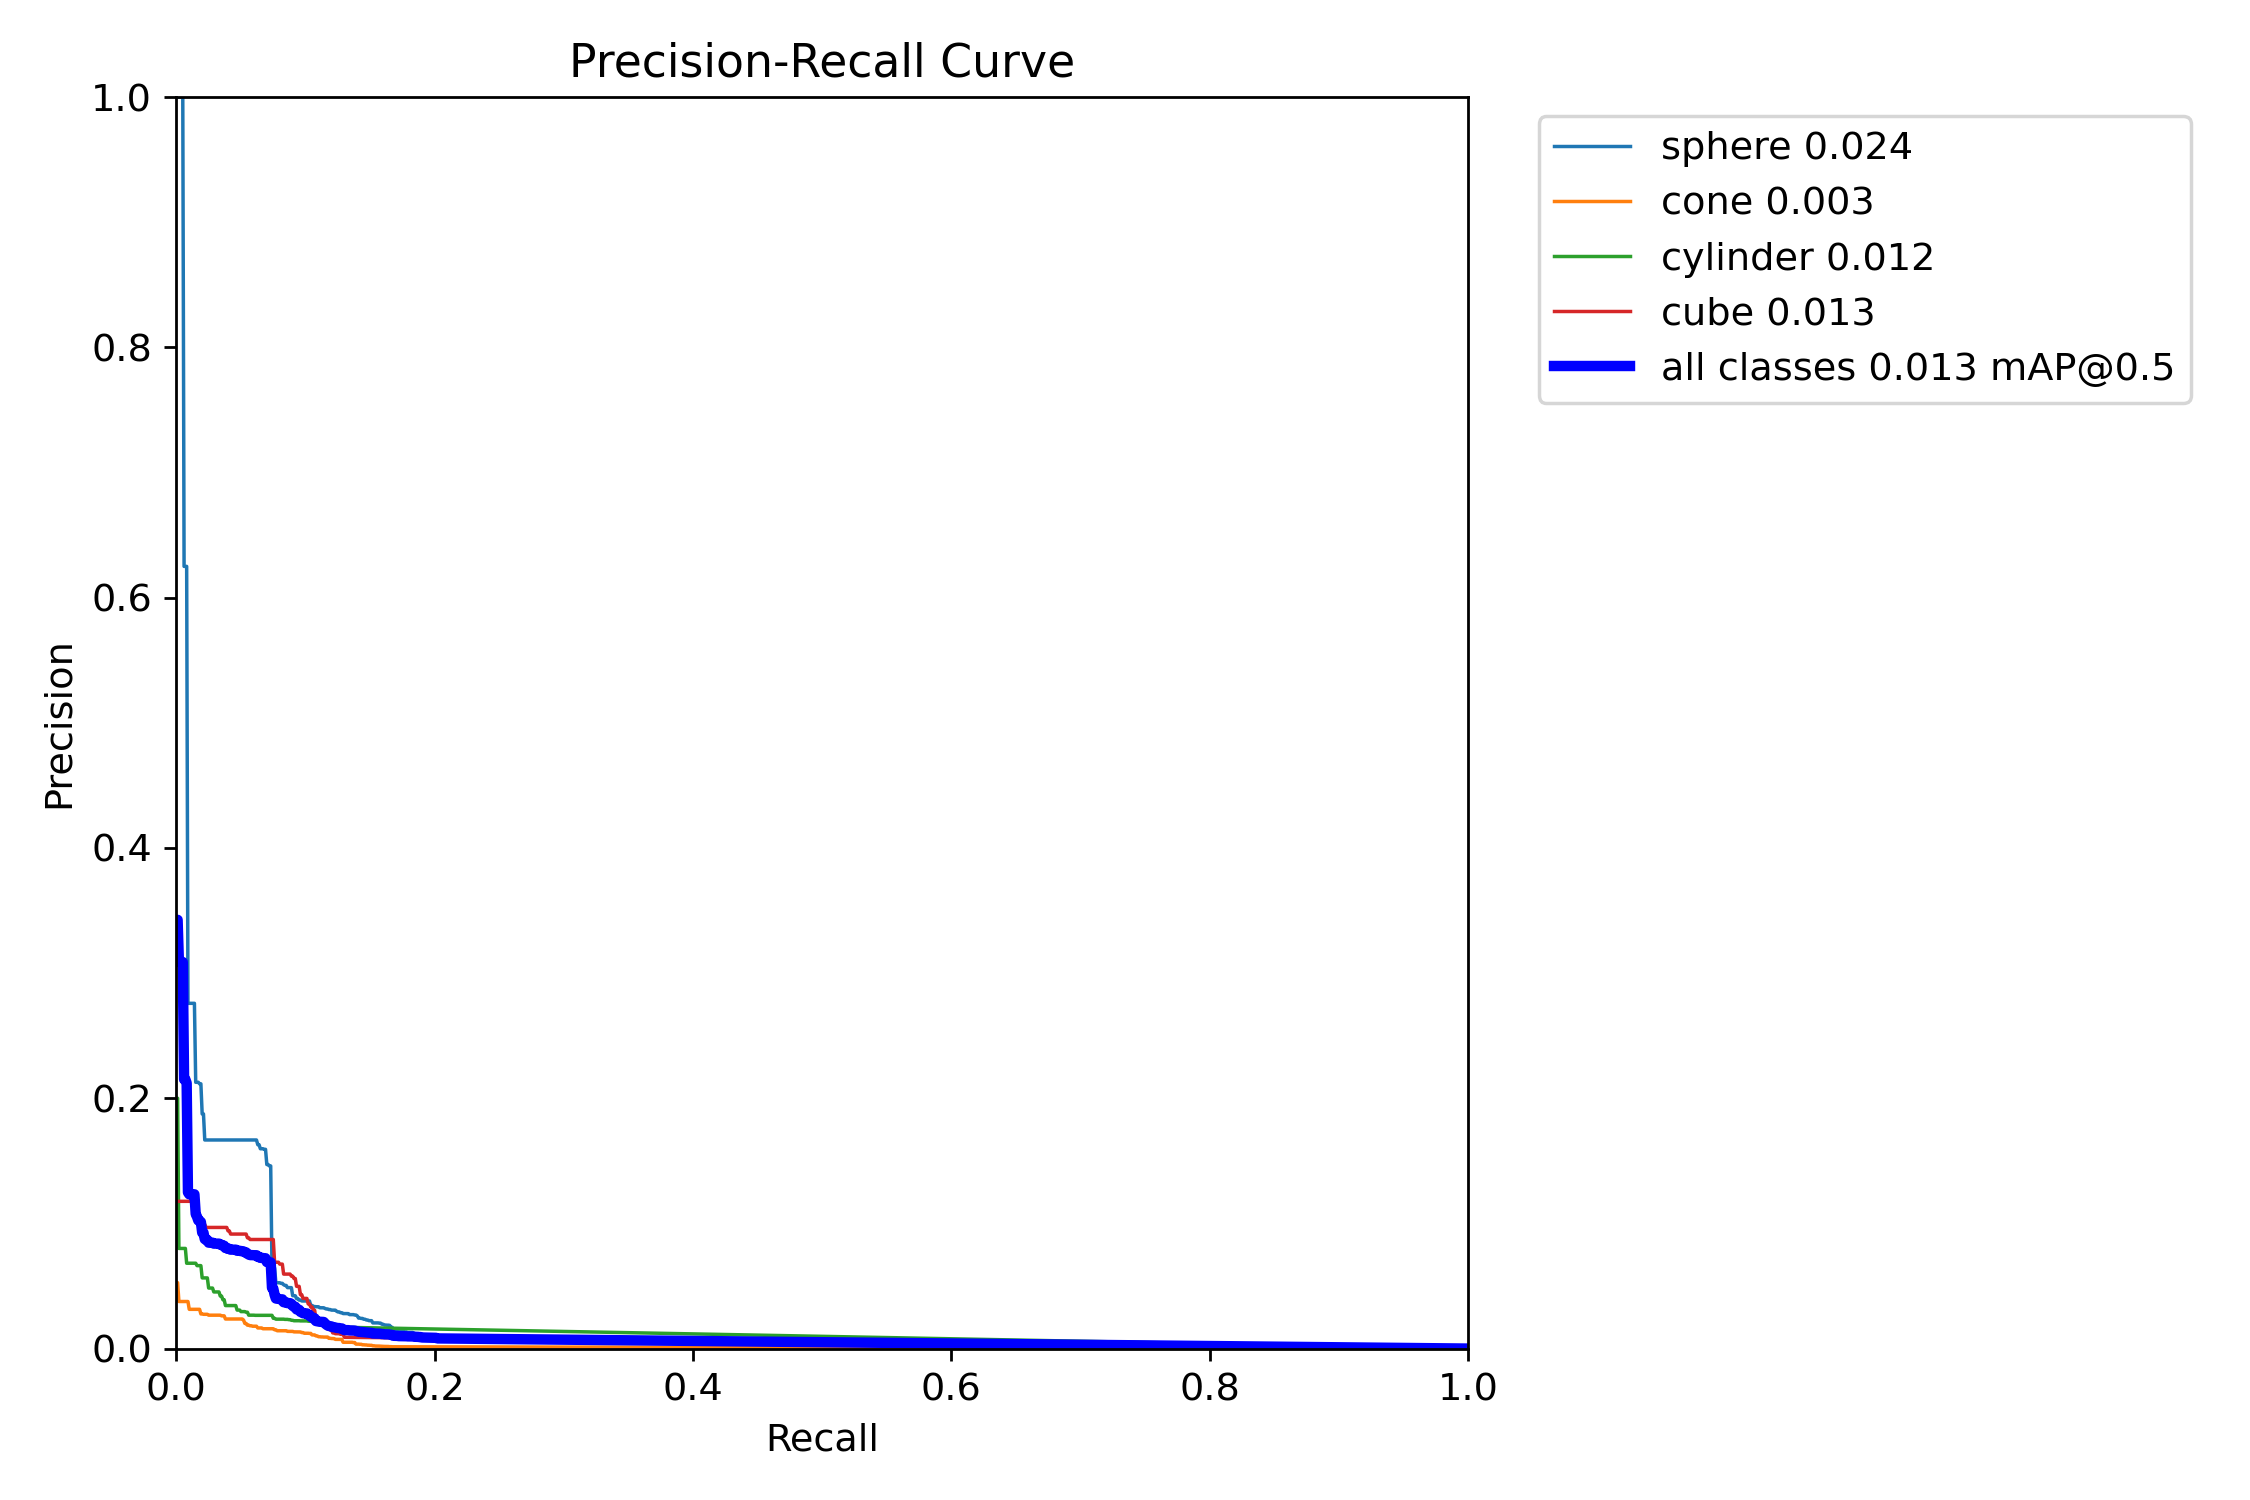 Precision-Recall Curve
1.0
0.8
0.6
0.4
0.2
0.0
Precision
0.0 0.2 0.4 0.6 0.8 1.0
Recall
sphere 0.024
cone 0.003
cylinder 0.012
cube 0.013
all classes 0.013 mAP@0.5